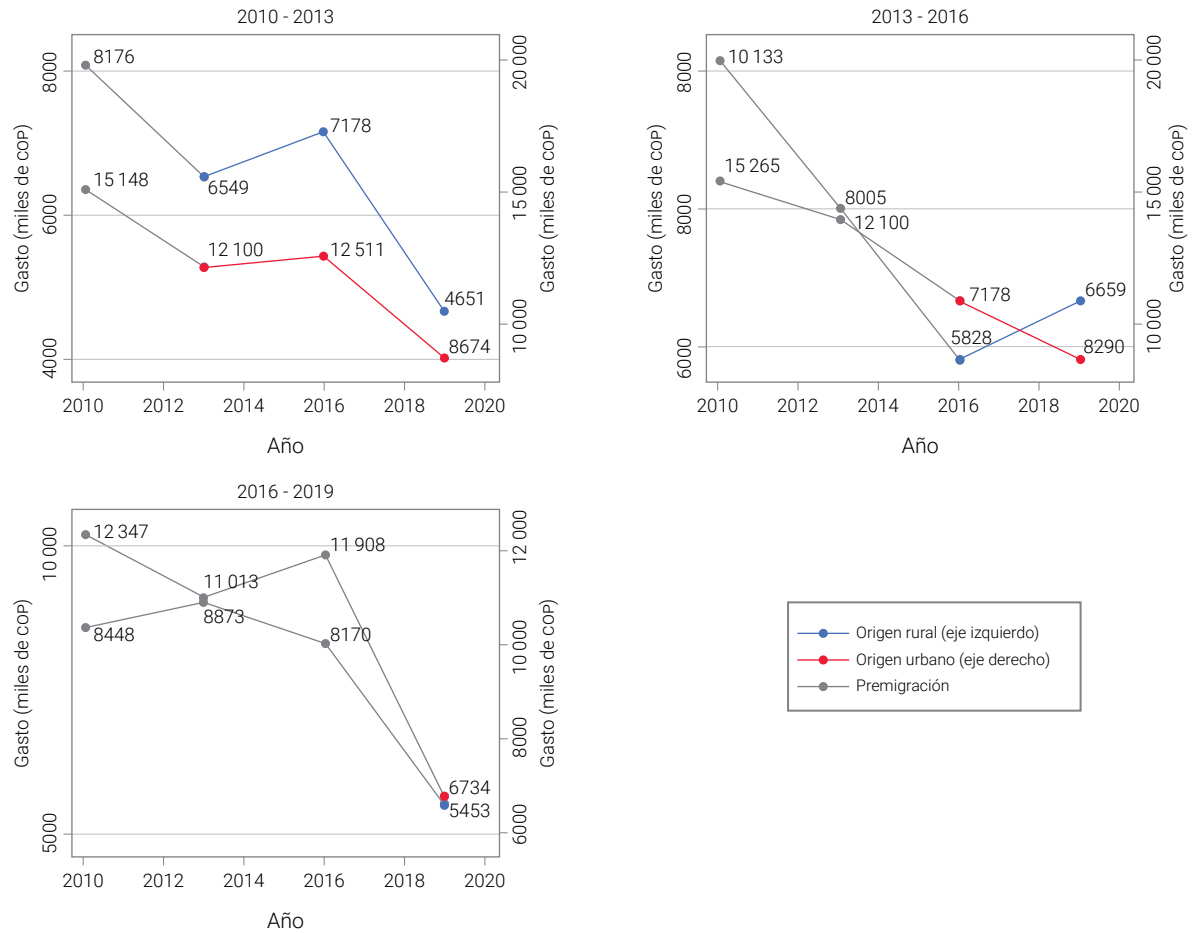 2010 - 2013
8000
6000
4000
Gasto (miles de COP)
20 000
15 000
10 000
Gasto (miles de COP)
8176
15 148
6549
12 100
7178
12 511
4651
8674
2010 2012 2014 2016 2018 2020
Año
2013 - 2016
8000
8000
6000
Gasto (miles de COP)
20 000
15 000
10 000
Gasto (miles de COP)
10 133
15 265
8005
12 100
7178
5828
6659
8290
2010 2012 2014 2016 2018 2020
Año
2016 - 2019
10 000
5000
Gasto (miles de COP)
12 000
10 000
8000
6000
Gasto (miles de COP)
12 347
8448
11 013
8873
11 908
8170
6734
5453
2010 2012 2014 2016 2018 2020
Año
Origen rural (eje izquierdo)
Origen urbano (eje derecho)
Premigración